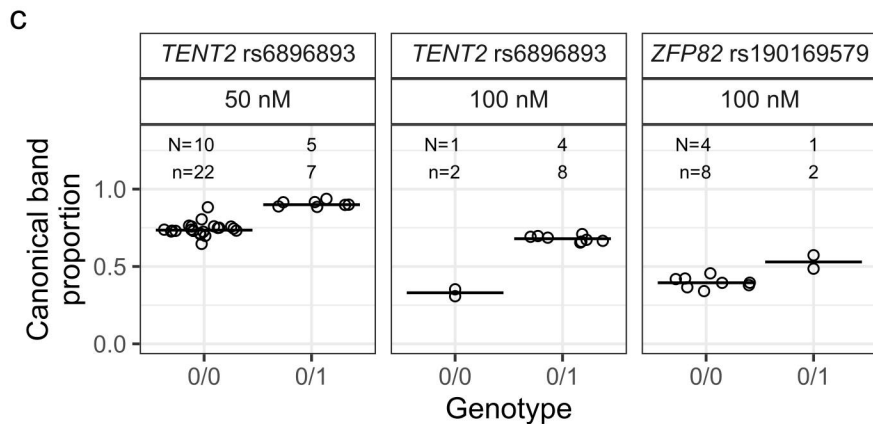 c
TENT2 rs6896893 TENT2 rs6896893 ZFP82 rs190169579
50 nM 100 nM 100 nM
N=10 5 N=1 4 N=4 1
n=22 7 n=2 8 n=8 2
1.0
0.5
0.0
Canonical band
proportion
0/0 0/1 0/0 0/1 0/0 0/1
Genotype